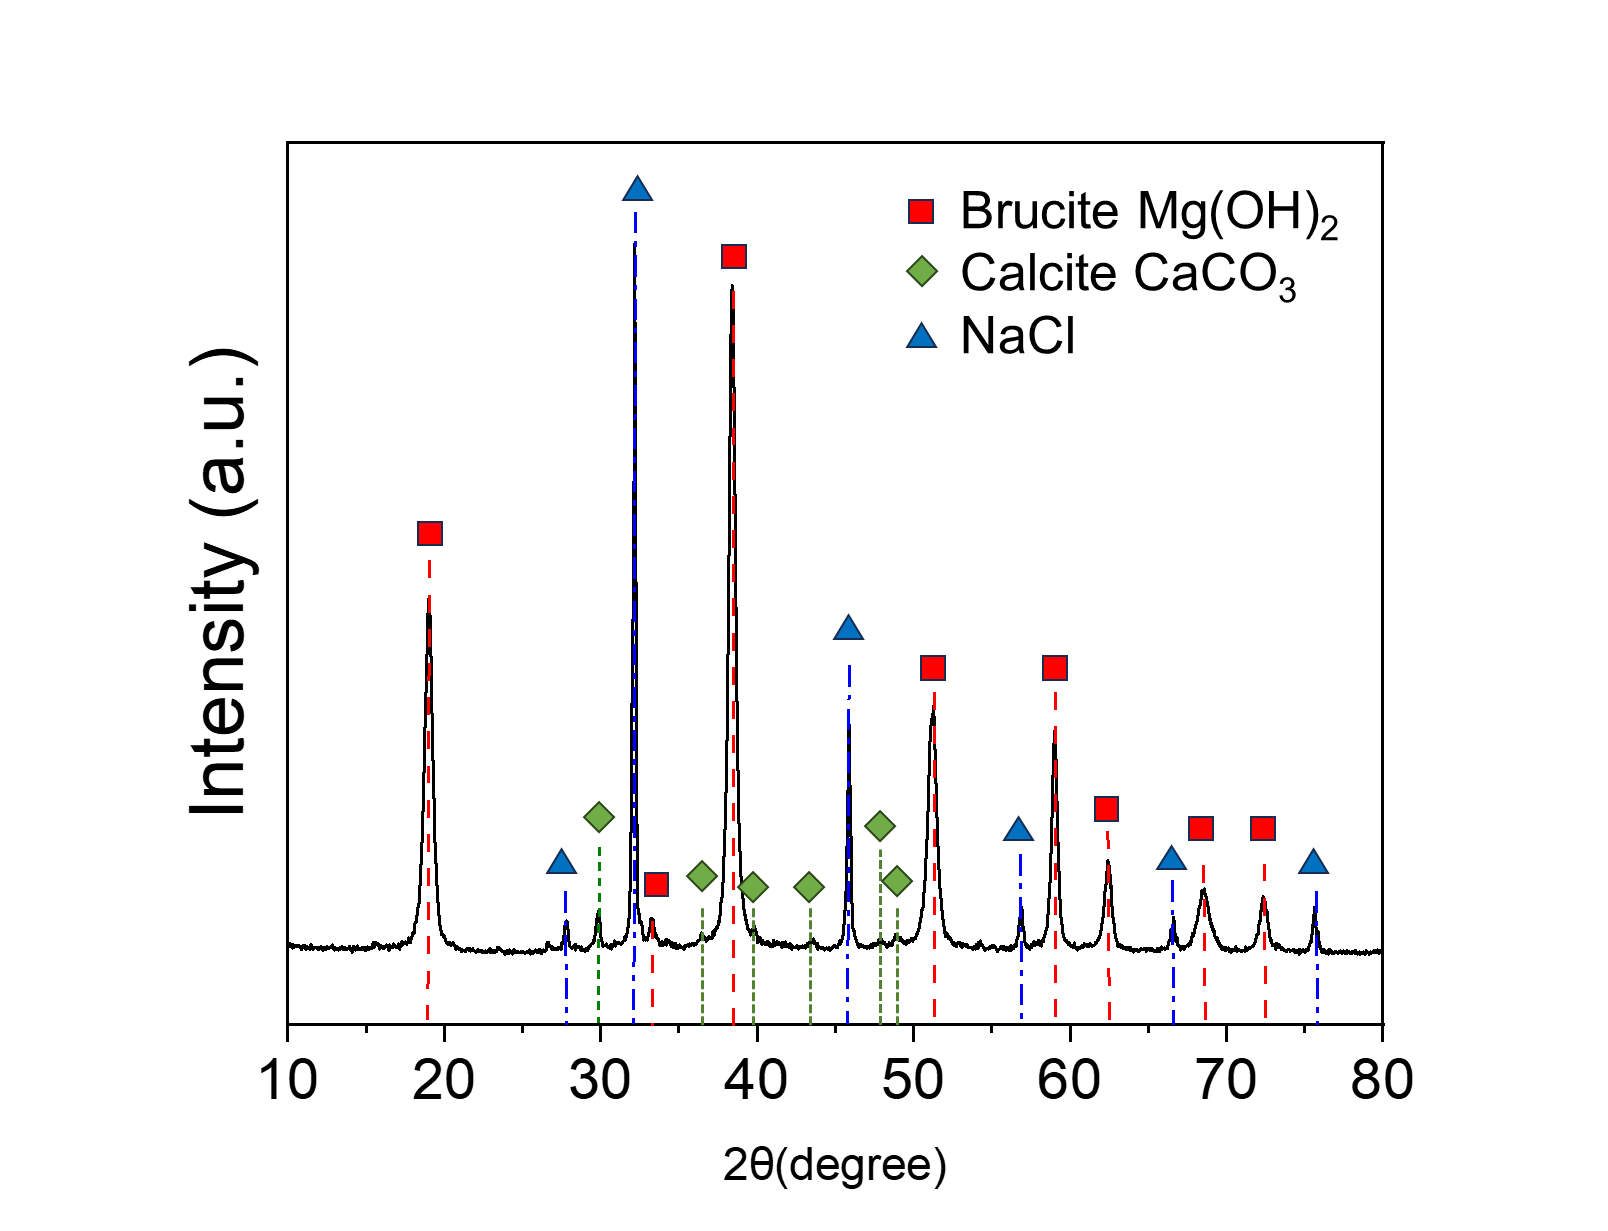 Brucite Mg(OH)₂
Calcite CaCO₃
NaCl
Intensity (a.u.)
10 20 30 40 50 60 70 80
2θ(degree)